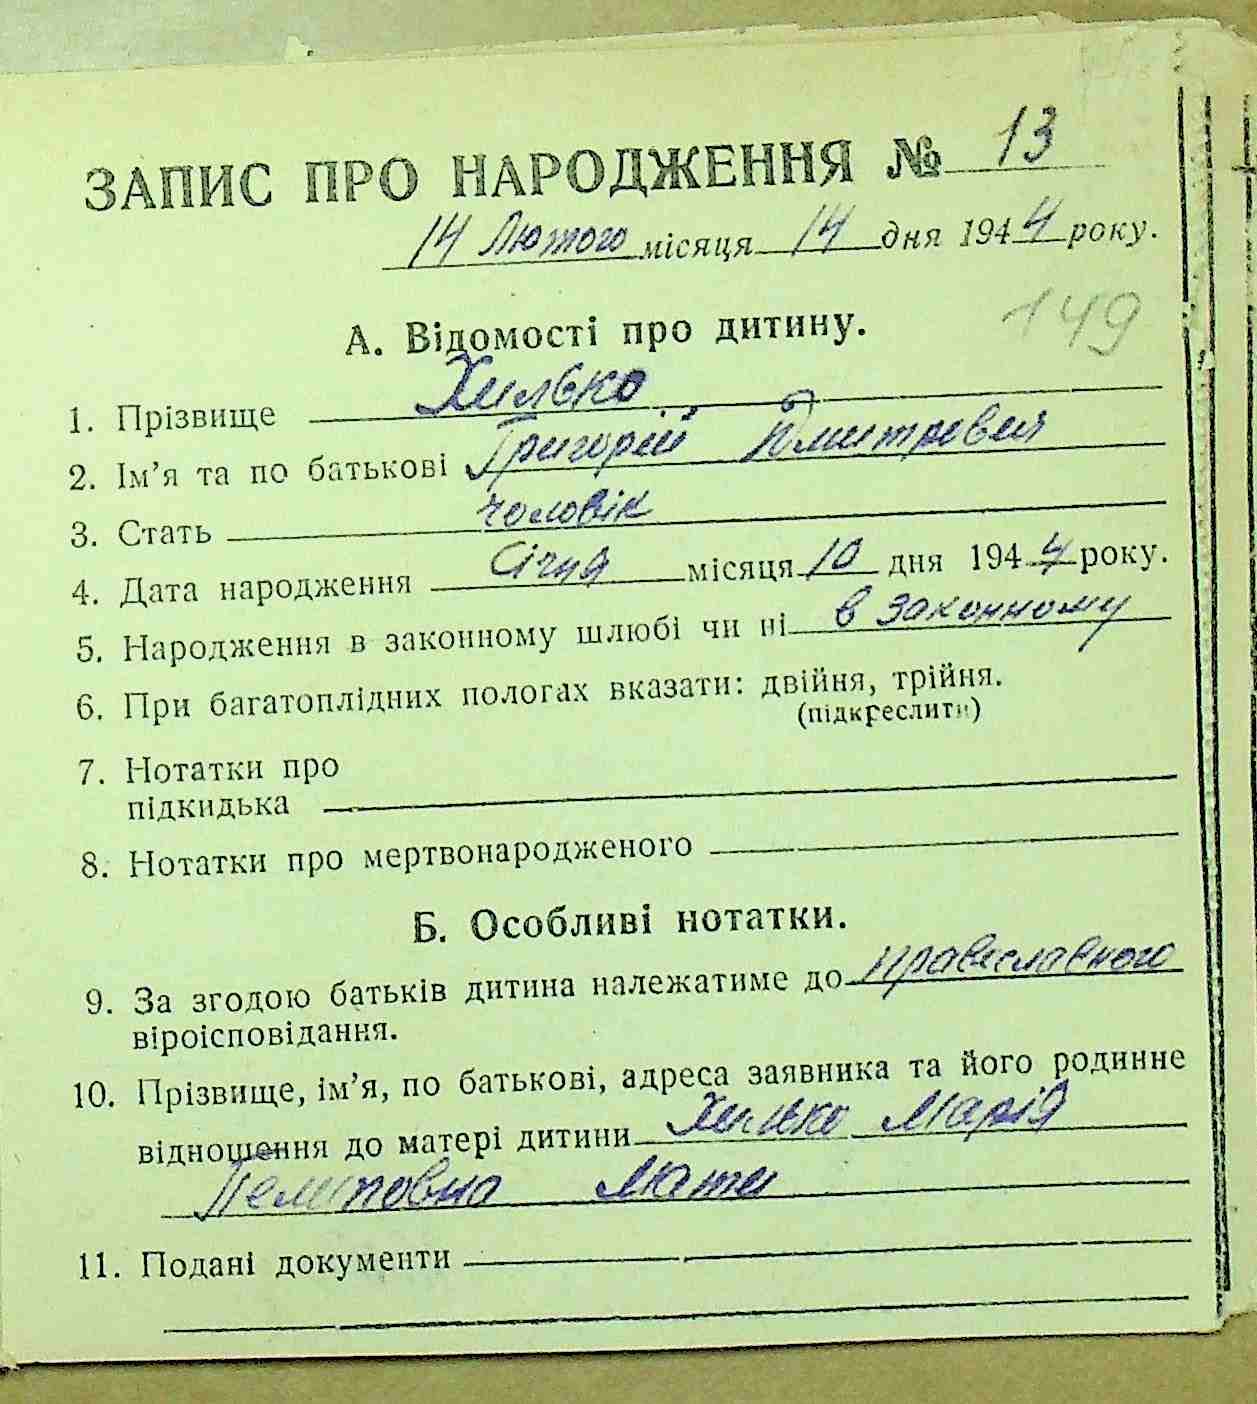 ЗАПИС ПРО НАРОДЖЕННЯ № 13
14 Лютого місяця 14 дня 1944 року.
149
А. Відомості про дитину.
1. Прізвище Хилько
2. Ім’я та по батькові Григорій
3. Стать чоловік
4. Дата народження Січня місяця 10 дня 1944 року.
5. Народження в законному шлюбі чи ні в законному
6. При багатоплідних пологах вказати: двійня, трійня.
(підкреслити)
7. Нотатки про
підкидька
8. Нотатки про мертвонародженого
Б. Особливі нотатки.
9. За згодою батьків дитина належатиме до православного
віроісповідання.
10. Прізвище, ім’я, по батькові, адреса заявника та його родинне
відношення до матері дитини Хилько Марія
мати
11. Подані документи